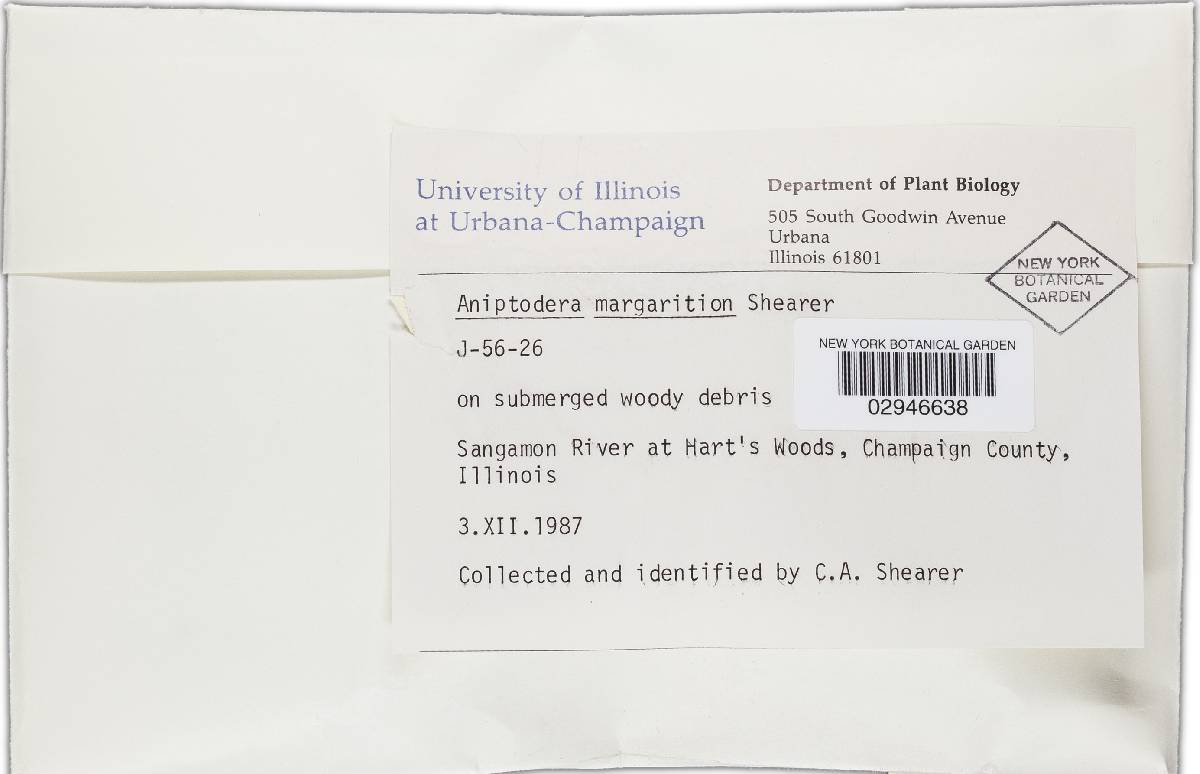 University of Illinois
at Urbana-Champaign
Department of Plant Biology
505 South Goodwin Avenue
Urbana
Illinois 61801
NEW YORK
BOTANICAL
GARDEN
Aniptodera margarition Shearer
J-56-26
NEW YORK BOTANICAL GARDEN
02946638
on submerged woody debris
Sangamon River at Hart's Woods, Champaign County,
Illinois
3.XII.1987
Collected and identified by C.A. Shearer